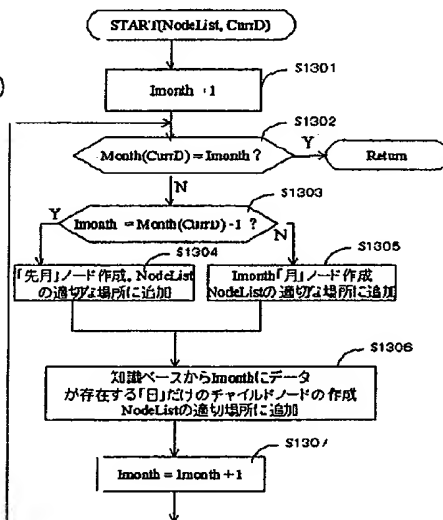 START(NodeList, CurrD)
S1301
Imonth 1
S1302
Month(CurrD) = Imonth ?
Y
Return
N
S1303
Y
Imonth = Month(CurrD) -1 ?
N
S1304
S1305
「先月」ノード作成。NodeList
の適切な場所に追加
Imonth「月」ノード作成
NodeListの適切な場所に追加
S1306
知識ベースからImonthにデータ
が存在する「日」だけのチャイルドノードの作成
NodeListの適切場所に追加
S1307
Imonth = Imonth + 1